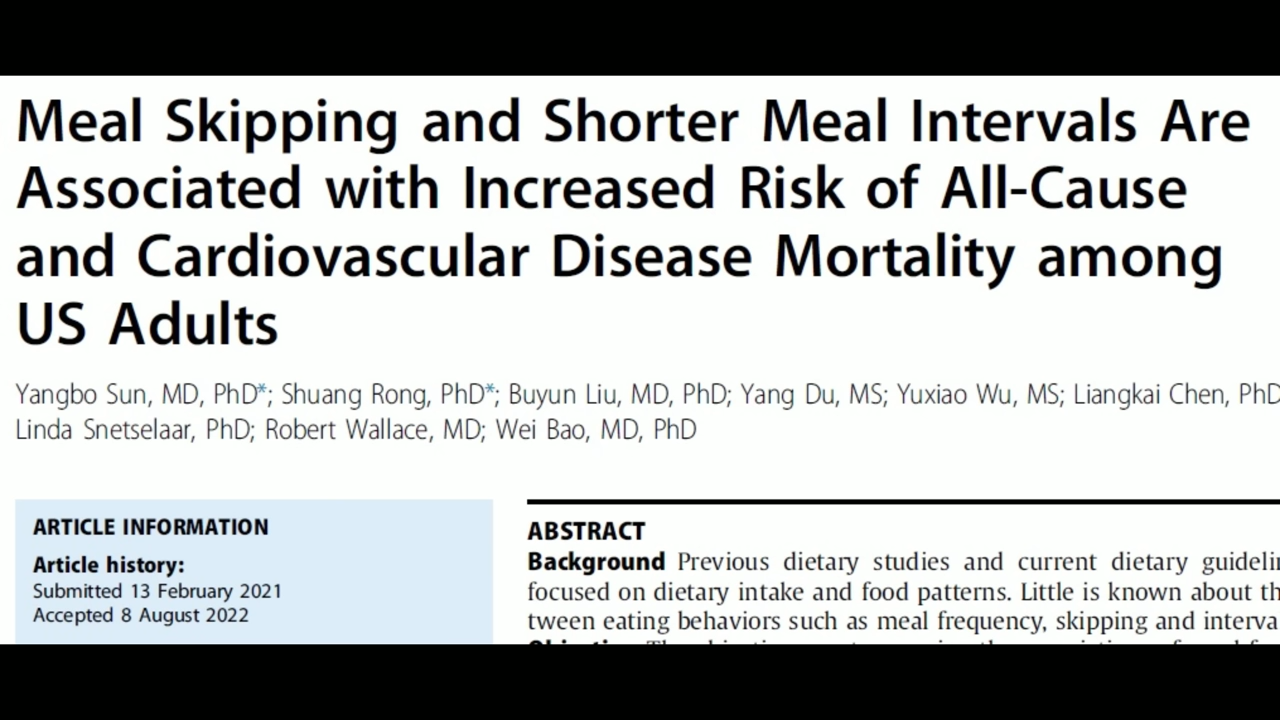 Meal Skipping and Shorter Meal Intervals Are
Associated with Increased Risk of All-Cause
and Cardiovascular Disease Mortality among
US Adults
Yangbo Sun, MD, PhD*; Shuang Rong, PhD*; Buyun Liu, MD, PhD; Yang Du, MS; Yuxiao Wu, MS; Liangkai Chen, PhD
Linda Snetselaar, PhD; Robert Wallace, MD; Wei Bao, MD, PhD
ARTICLE INFORMATION
Article history:
Submitted 13 February 2021
Accepted 8 August 2022
ABSTRACT
Background Previous dietary studies and current dietary guidelin
focused on dietary intake and food patterns. Little is known about th
tween eating behaviors such as meal frequency, skipping and interva